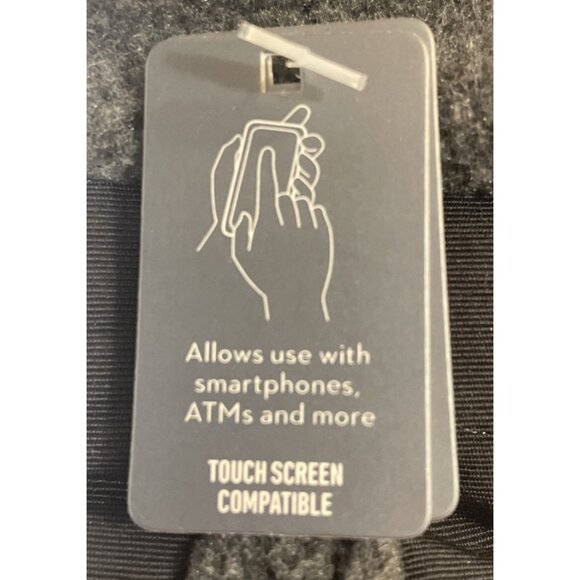 Allows use with
smartphones,
ATMs and more
TOUCH SCREEN
COMPATIBLE